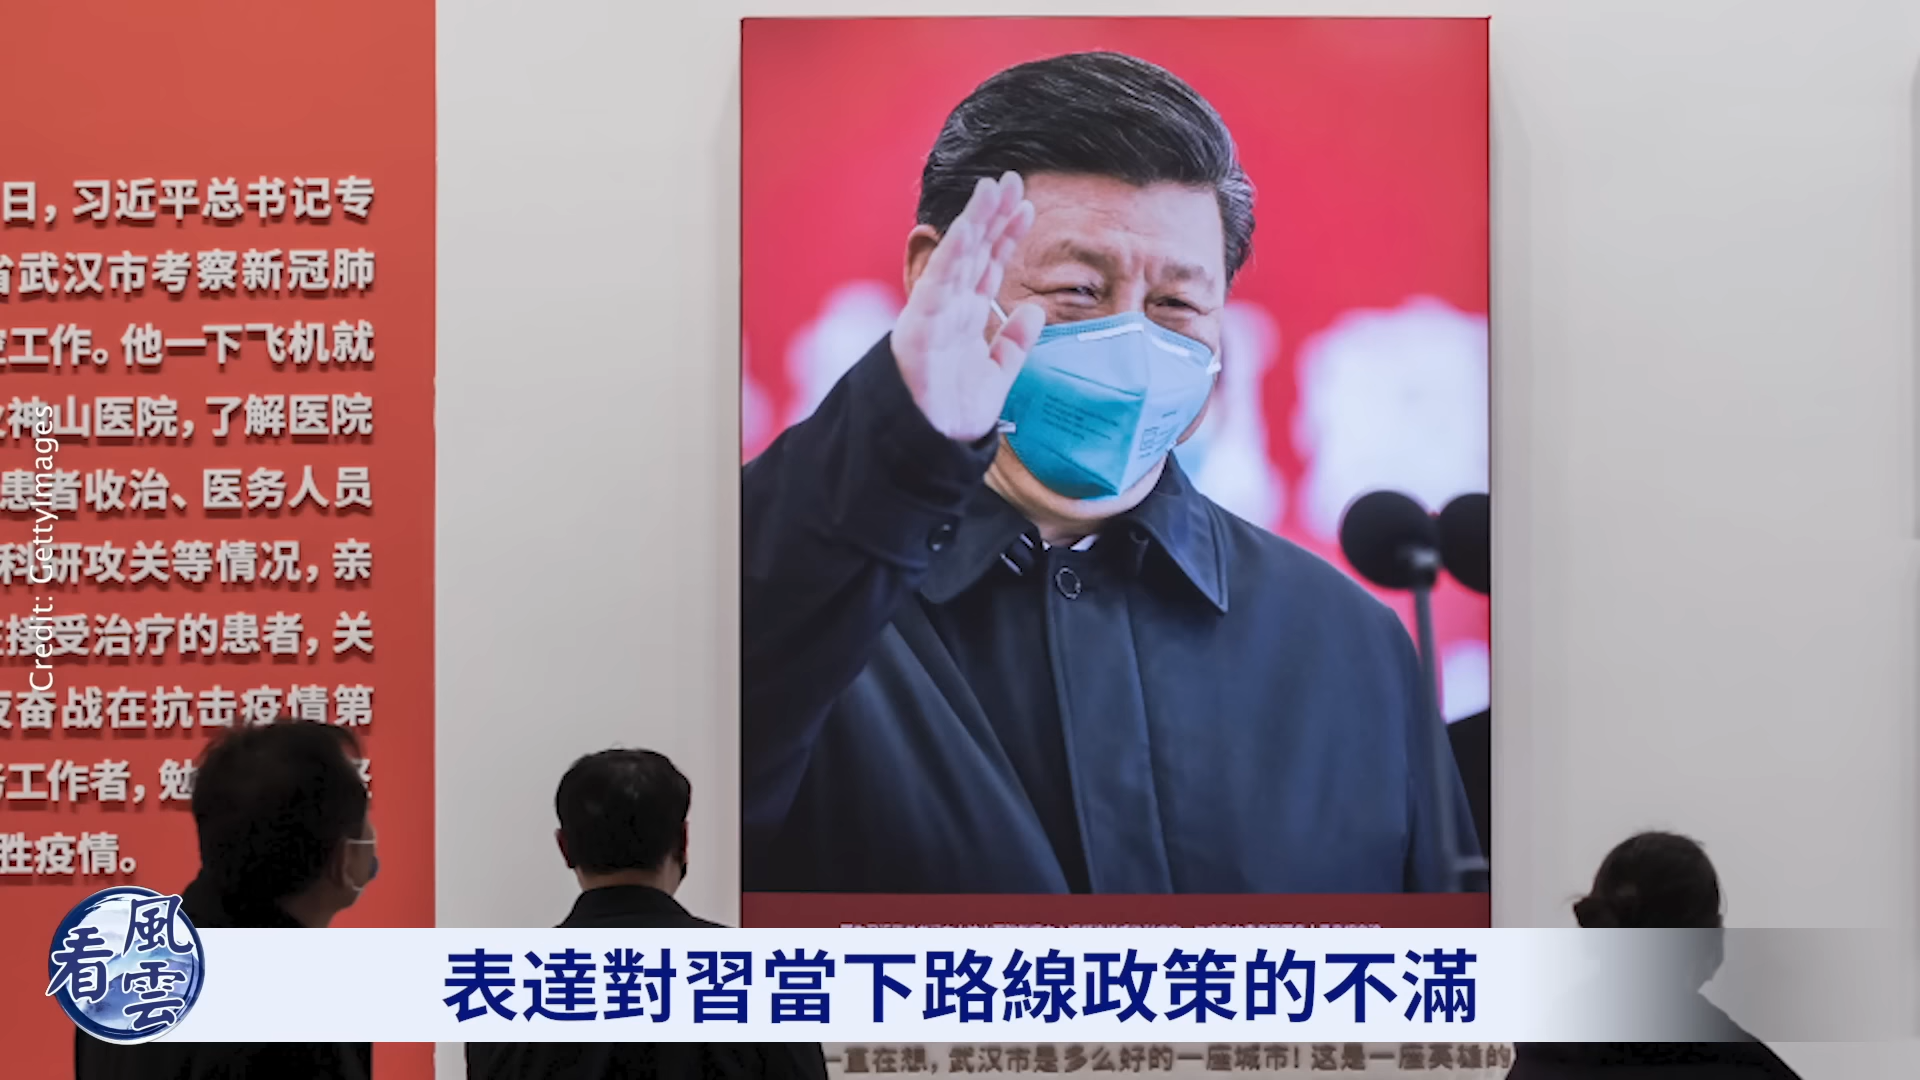 日，习近平总书记专
省武汉市考察新冠肺
控工作。他一下飞机就
火神山医院，了解医院
患者收治、医务人员
科研攻关等情况，亲
在接受治疗的患者，关
夜奋战在抗击疫情第
务工作者，勉
胜疫情。
Credit: GettyImages
看風雲
表達對習當下路線政策的不滿
一直在想，武汉市是多么好的一座城市！这是一座英雄的